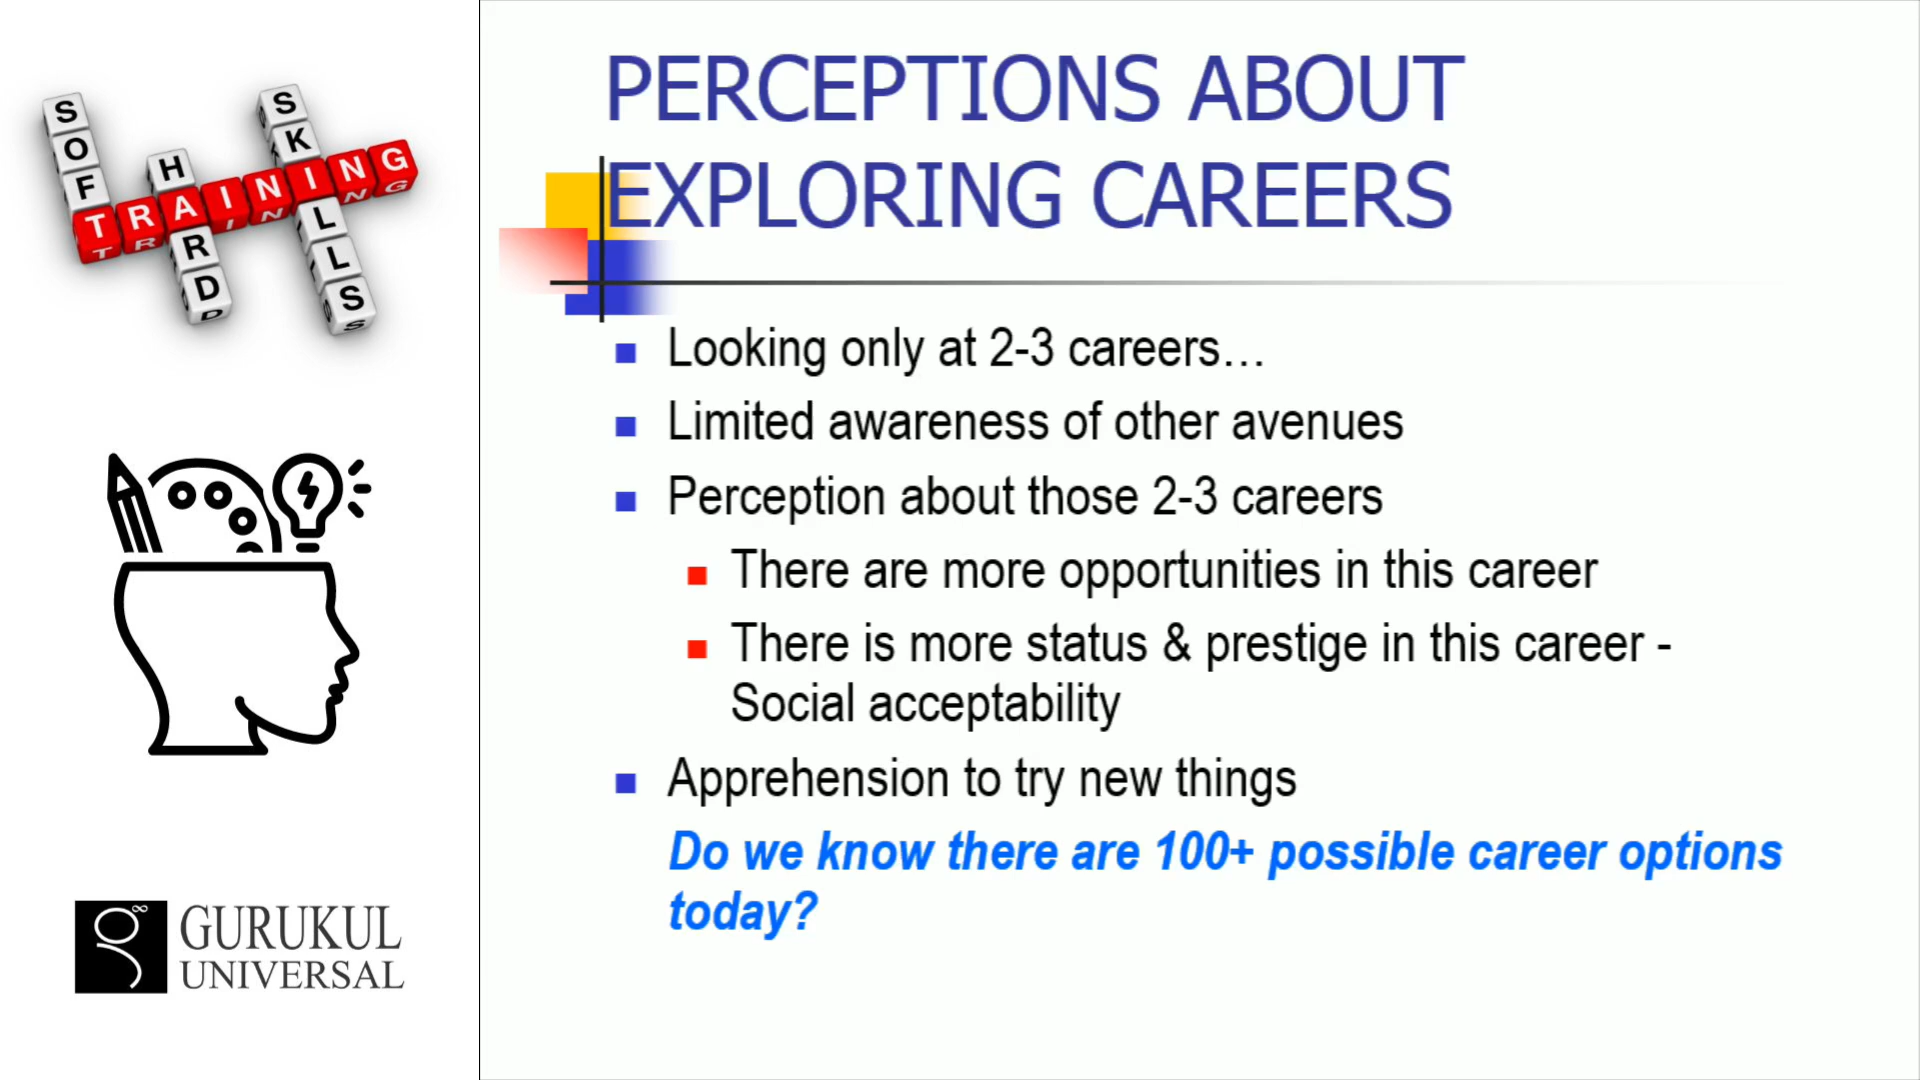 SOFT
HARD
SKILLS
TRAINING
GURUKUL
UNIVERSAL
PERCEPTIONS ABOUT
EXPLORING CAREERS
Looking only at 2-3 careers…
Limited awareness of other avenues
Perception about those 2-3 careers
There are more opportunities in this career
There is more status & prestige in this career -
Social acceptability
Apprehension to try new things
Do we know there are 100+ possible career options
today?